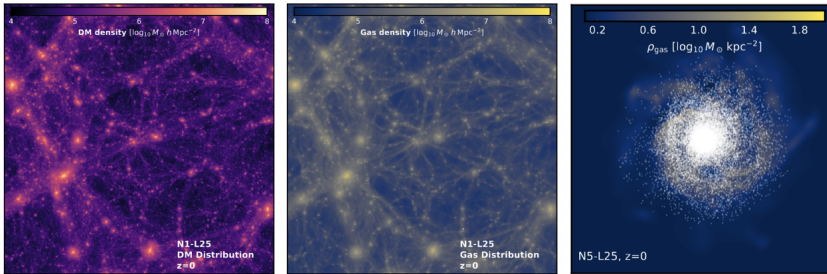 4 5 6 7 8
DM density [log₁₀ M☉ h Mpc⁻²]
N1-L25
DM Distribution
z=0
4 5 6 7 8
Gas density [log₁₀ M☉ h Mpc⁻²]
N1-L25
Gas Distribution
z=0
0.2 0.6 1.0 1.4 1.8
ρgas [log₁₀ M☉ kpc⁻²]
N5-L25, z=0